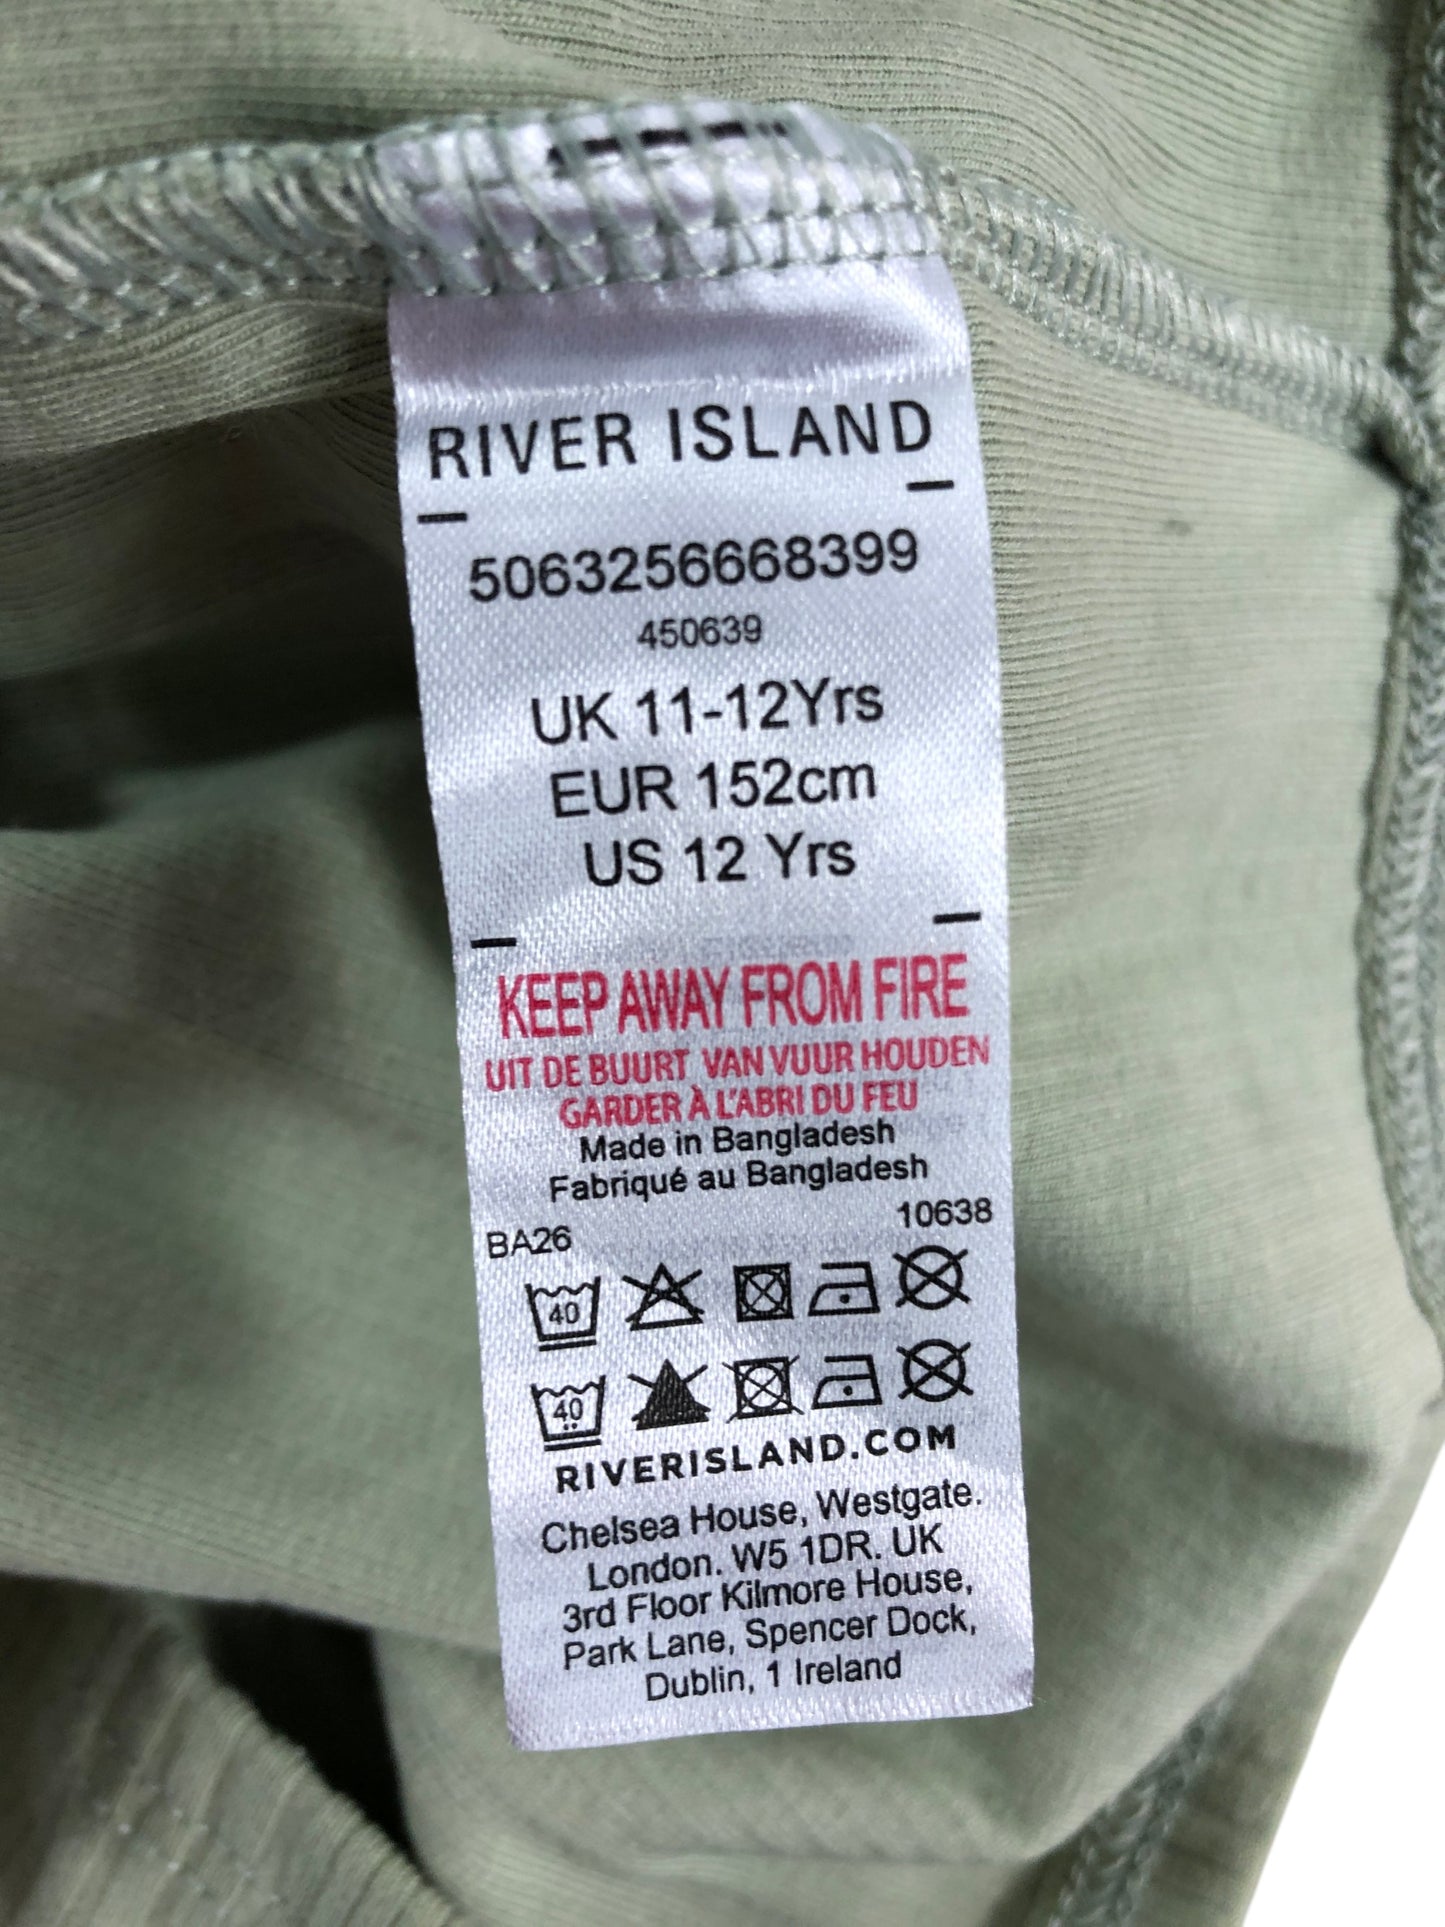 RIVER ISLAND
5063256668399
450639
UK 11-12Yrs
EUR 152cm
US 12 Yrs
KEEP AWAY FROM FIRE
UIT DE BUURT VAN VUUR HOUDEN
GARDER À L'ABRI DU FEU
Made in Bangladesh
Fabriqué au Bangladesh
BA26 10638
40
40
RIVERISLAND.COM
Chelsea House, Westgate.
London. W5 1DR. UK
3rd Floor Kilmore House,
Park Lane, Spencer Dock,
Dublin, 1 Ireland